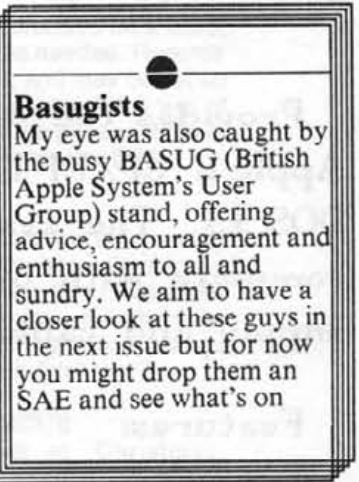 Basugists
My eye was also caught by
the busy BASUG (British
Apple System's User
Group) stand, offering
advice, encouragement and
enthusiasm to all and
sundry. We aim to have a
closer look at these guys in
the next issue but for now
you might drop them an
SAE and see what's on